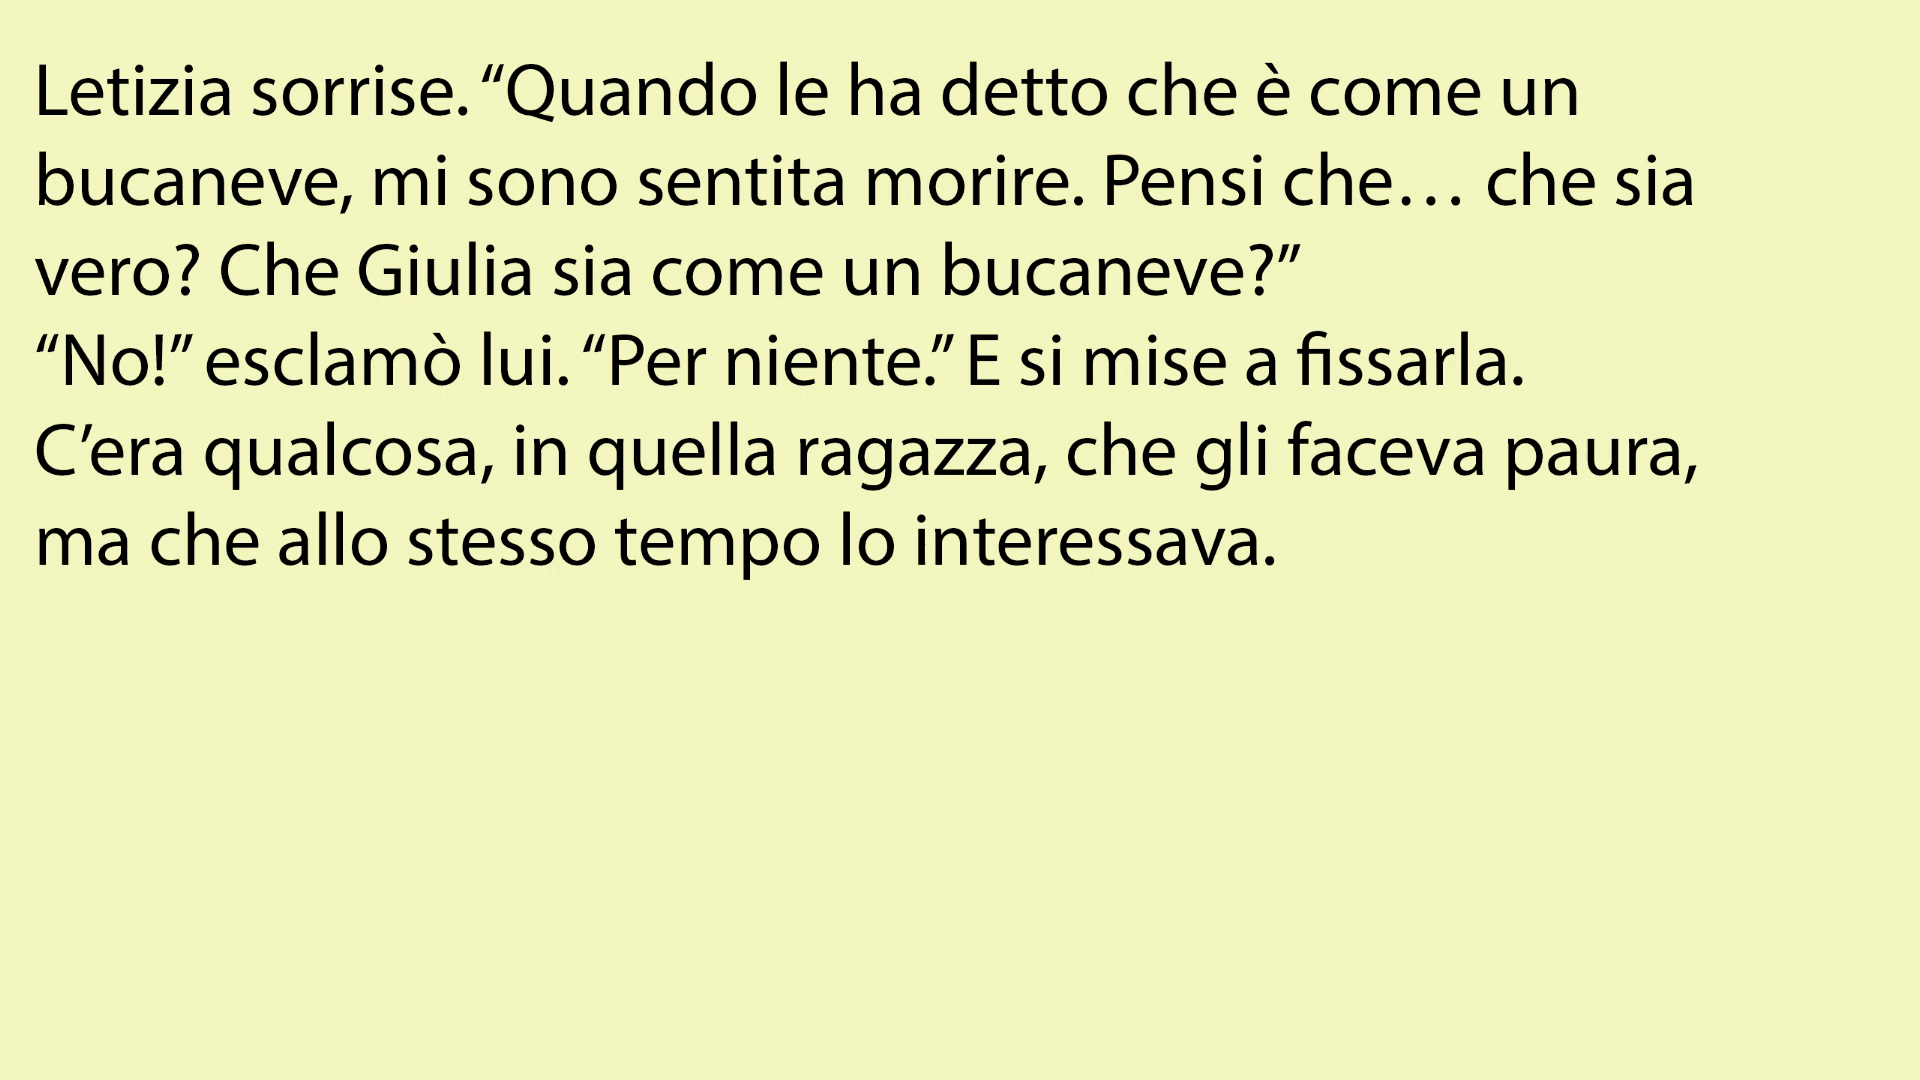 Letizia sorrise. “Quando le ha detto che è come un
bucaneve, mi sono sentita morire. Pensi che… che sia
vero? Che Giulia sia come un bucaneve?”
“No!” esclamò lui. “Per niente.” E si mise a fissarla.
C’era qualcosa, in quella ragazza, che gli faceva paura,
ma che allo stesso tempo lo interessava.